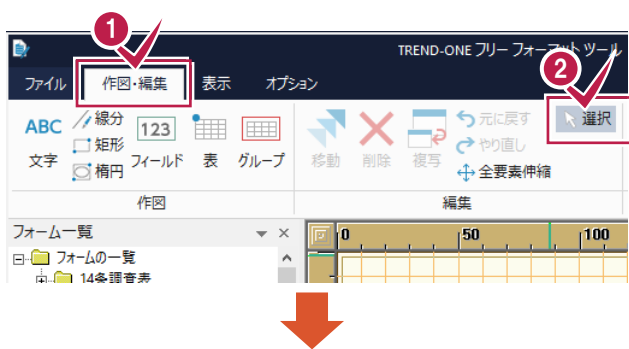 1
TREND-ONE フリー フォーマット ツール
2
ファイル 作図・編集 表示 オプション
ABC 文字
線分
矩形
楕円
123 フィールド
表
グループ
移動
削除
複写
元に戻す
やり直し
全要素伸縮
選択
作図
編集
フォーム一覧
フォームの一覧
14条調査表
0 50 100